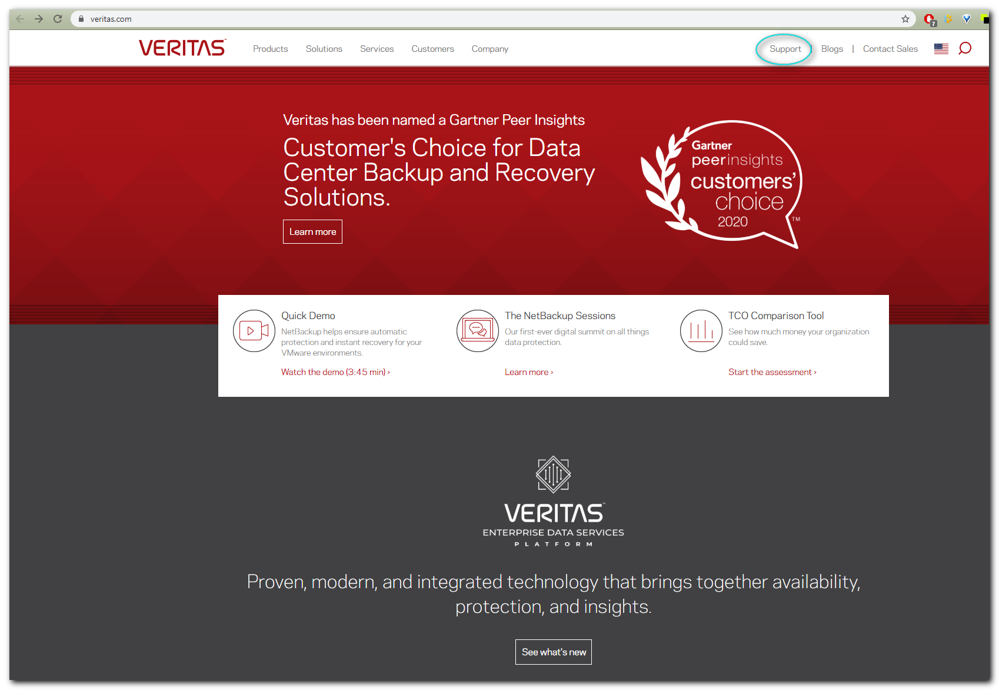 veritas.com
7
VERITAS™
Products Solutions Services Customers Company Support | Blogs | Contact Sales
Veritas has been named a Gartner Peer Insights
Customer's Choice for Data
Center Backup and Recovery
Solutions.
Learn more
Gartner
peerinsights
customers'
choice
2020
TM
Quick Demo
NetBackup helps ensure automatic
protection and instant recovery for your
VMware environments.
Watch the demo (3:45 min) ›
The NetBackup Sessions
Our first-ever digital summit on all things
data protection.
Learn more ›
TCO Comparison Tool
See how much money your organization
could save.
Start the assessment ›
VERITAS™
ENTERPRISE DATA SERVICES
PLATFORM
Proven, modern, and integrated technology that brings together availability,
protection, and insights.
See what's new